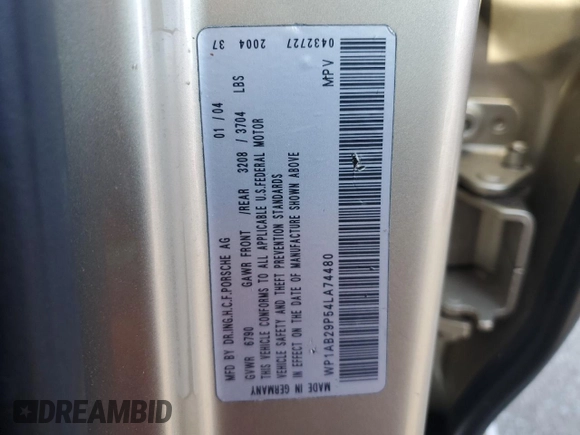 2004 37 0432727
MFD BY DR.ING.H.C.F.PORSCHE AG 01 / 04
GVWR 6790 GAWR FRONT /REAR 3208 / 3704 LBS
THIS VEHICLE CONFORMS TO ALL APPLICABLE U.S.FEDERAL MOTOR
VEHICLE SAFETY AND THEFT PREVENTION STANDARDS
IN EFFECT ON THE DATE OF MANUFACTURE SHOWN ABOVE
WP1AB29P54LA74480 MPV
MADE IN GERMANY
DREAMBID